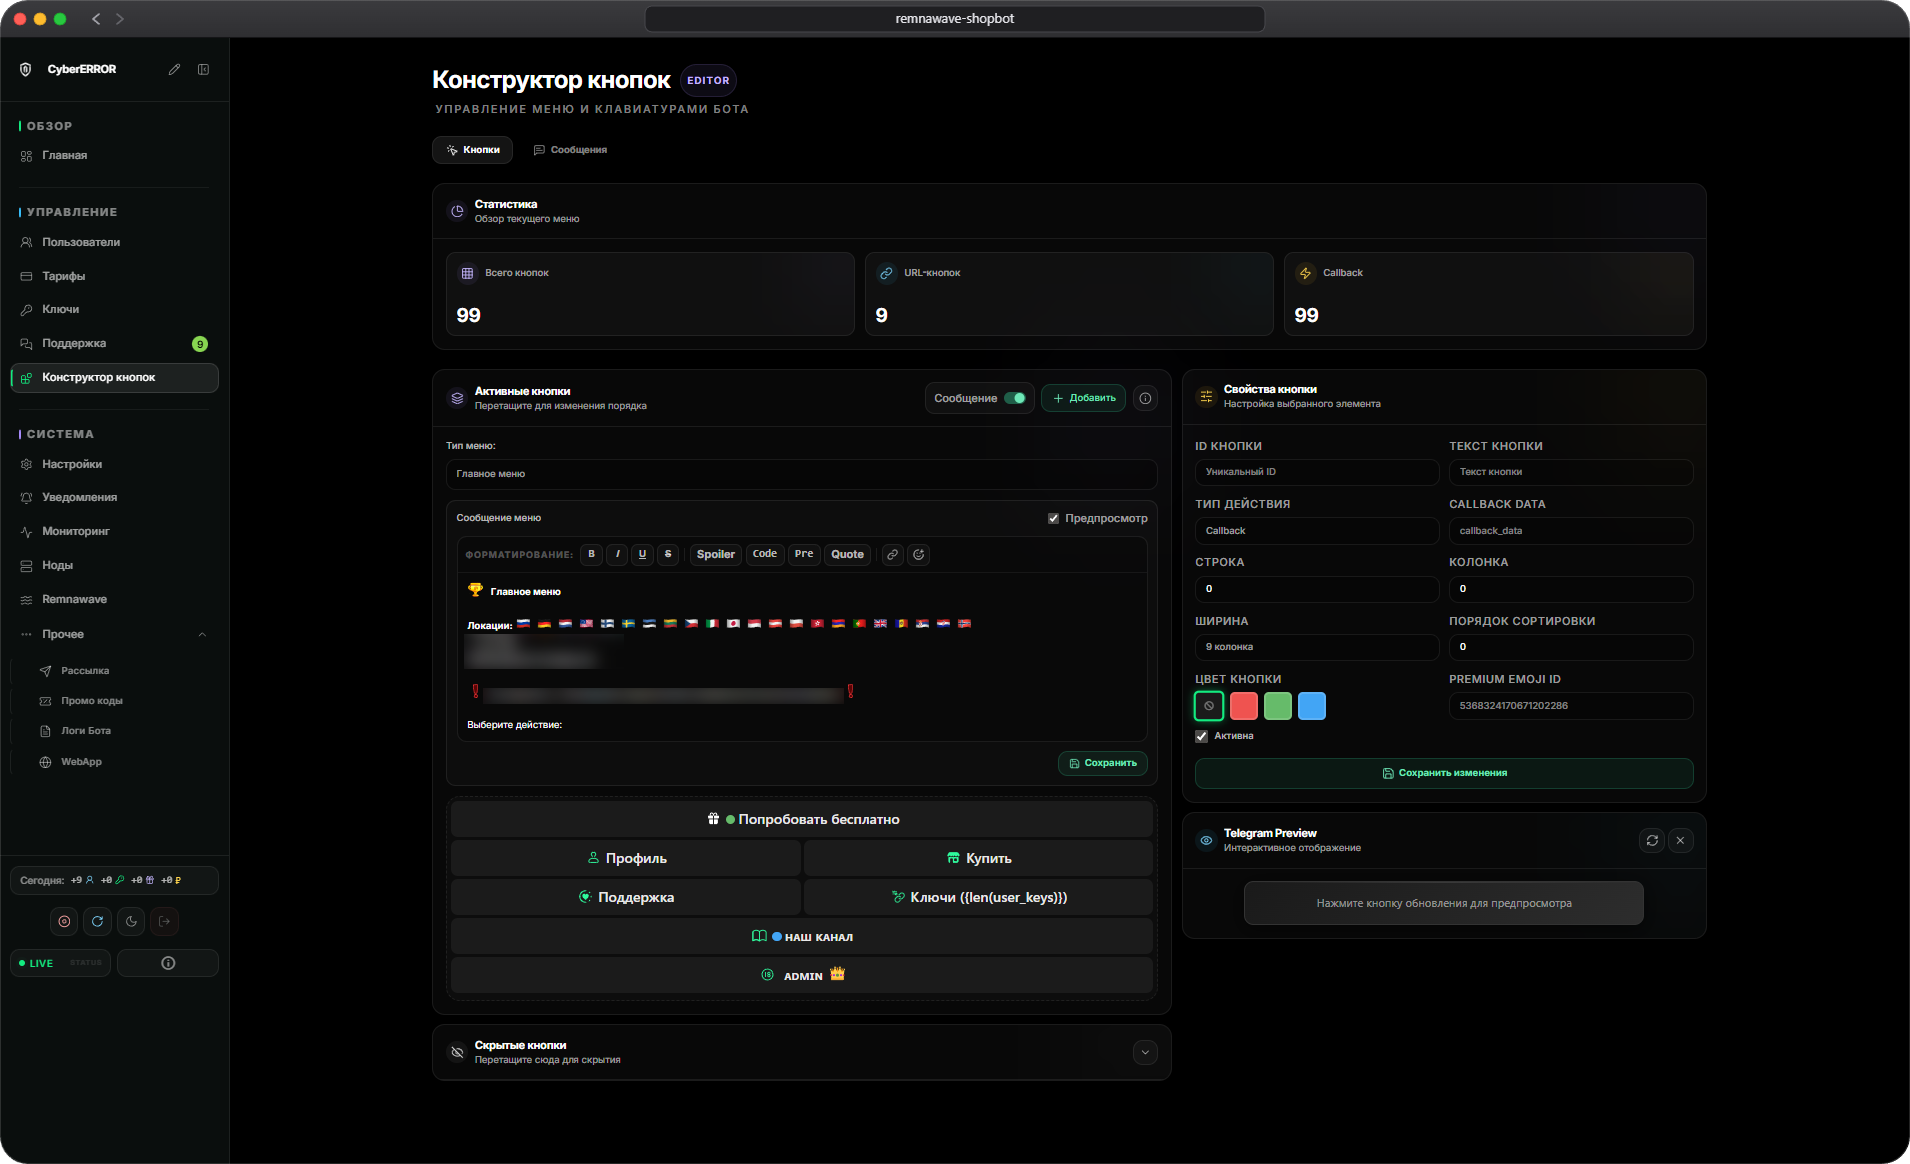 remnawave-shopbot
CyberERROR
ОБЗОР
Главная
УПРАВЛЕНИЕ
Пользователи
Тарифы
Ключи
Поддержка 9
Конструктор кнопок
СИСТЕМА
Настройки
Уведомления
Мониторинг
Ноды
Remnawave
Прочее
Рассылка
Промо коды
Логи Бота
WebApp
Сегодня: +9 +0 +0 +0 ₽
LIVE STATUS
Конструктор кнопок EDITOR
УПРАВЛЕНИЕ МЕНЮ И КЛАВИАТУРАМИ БОТА
Кнопки Сообщения
Статистика
Обзор текущего меню
Всего кнопок
99
URL-кнопок
9
Callback
99
Активные кнопки
Перетащите для изменения порядка
Сообщение
Добавить
Тип меню:
Главное меню
Сообщение меню
Предпросмотр
ФОРМАТИРОВАНИЕ: B I U S Spoiler Code Pre Quote
Главное меню
Локации:
Выберите действие:
Сохранить
Попробовать бесплатно
Профиль Купить
Поддержка Ключи ({len(user_keys)})
НАШ КАНАЛ
ADMIN
Скрытые кнопки
Перетащите сюда для скрытия
Свойства кнопки
Настройка выбранного элемента
ID КНОПКИ ТЕКСТ КНОПКИ
Уникальный ID Текст кнопки
ТИП ДЕЙСТВИЯ CALLBACK DATA
Callback callback_data
СТРОКА КОЛОНКА
0 0
ШИРИНА ПОРЯДОК СОРТИРОВКИ
9 колонка 0
ЦВЕТ КНОПКИ PREMIUM EMOJI ID
5368324170671202286
Активна
Сохранить изменения
Telegram Preview
Интерактивное отображение
Нажмите кнопку обновления для предпросмотра